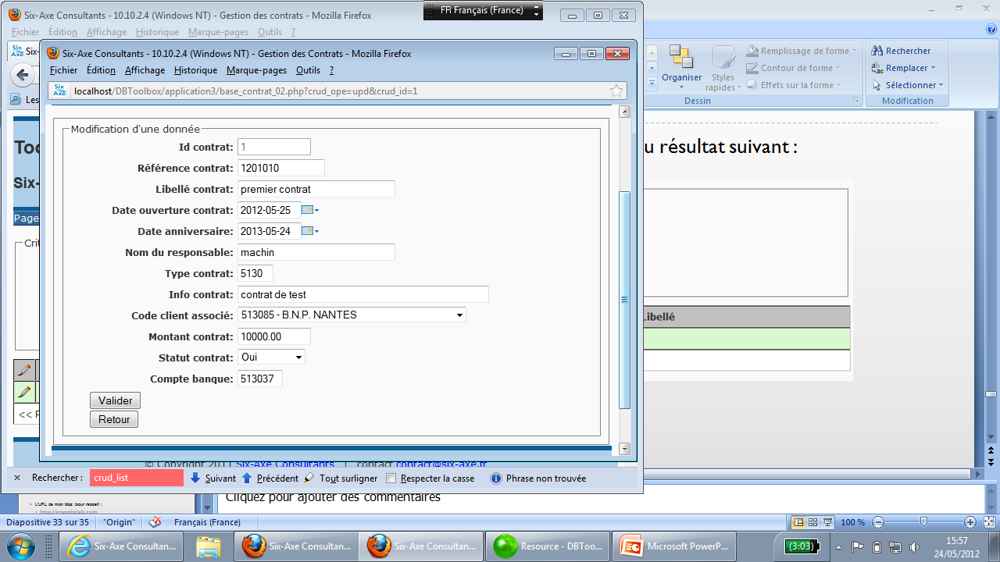 Six-Axe Consultants - 10.10.2.4 (Windows NT) - Gestion des contrats - Mozilla Firefox
FR Français (France)
Fichier Édition Affichage Historique Marque-pages Outils ?
Six-Axe Consultants - 10.10.2.4 (Windows NT) - Gestion des Contrats - Mozilla Firefox
Fichier Édition Affichage Historique Marque-pages Outils ?
localhost/DBToolbox/application3/base_contrat_02.php?crud_ope=upd&crud_id=1
Les
Organiser
Styles rapides
Remplissage de forme
Contour de forme
Effets sur la forme
Dessin
Rechercher
Remplacer
Sélectionner
Modification
Too
Six-
Page
Crit
<< P
Modification d'une donnée
Id contrat: 1
Référence contrat: 1201010
Libellé contrat: premier contrat
Date ouverture contrat: 2012-05-25
Date anniversaire: 2013-05-24
Nom du responsable: machin
Type contrat: 5130
Info contrat: contrat de test
Code client associé: 513085 - B.N.P. NANTES
Montant contrat: 10000.00
Statut contrat: Oui
Compte banque: 513037
Valider
Retour
u résultat suivant :
Libellé
© Copyright 2011 Six-Axe Consultants | contact contact@six-axe.fr
Rechercher : crud_list Suivant Précédent Tout surligner Respecter la casse Phrase non trouvée
L'URL de mon blog (pour rappel) :
Cliquez pour ajouter des commentaires
Diapositive 33 sur 35 "Origin" Français (France) 100 %
Six-Axe Consultan...
Six-Axe Consultan...
Six-Axe Consultan...
Resource - DBToo...
Microsoft PowerP...
(3:03)
15:57
24/05/2012